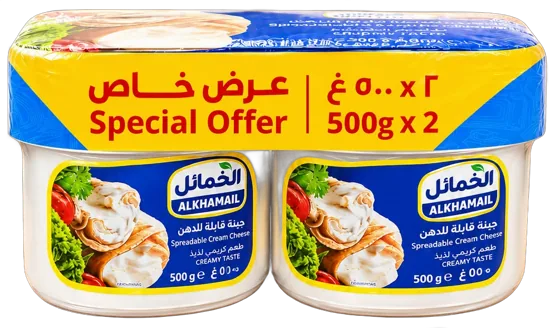 عرض خاص
Special Offer
٢ x ٥٠٠ غ
500g x 2
الخمائل
ALKHAMAIL
جبنة قابلة للدهن
Spreadable Cream Cheese
طعم كريمي لذيذ
CREAMY TASTE
500 g e ٥٠٠ غ
الخمائل
ALKHAMAIL
جبنة قابلة للدهن
Spreadable Cream Cheese
طعم كريمي لذيذ
CREAMY TASTE
500 g e ٥٠٠ غ